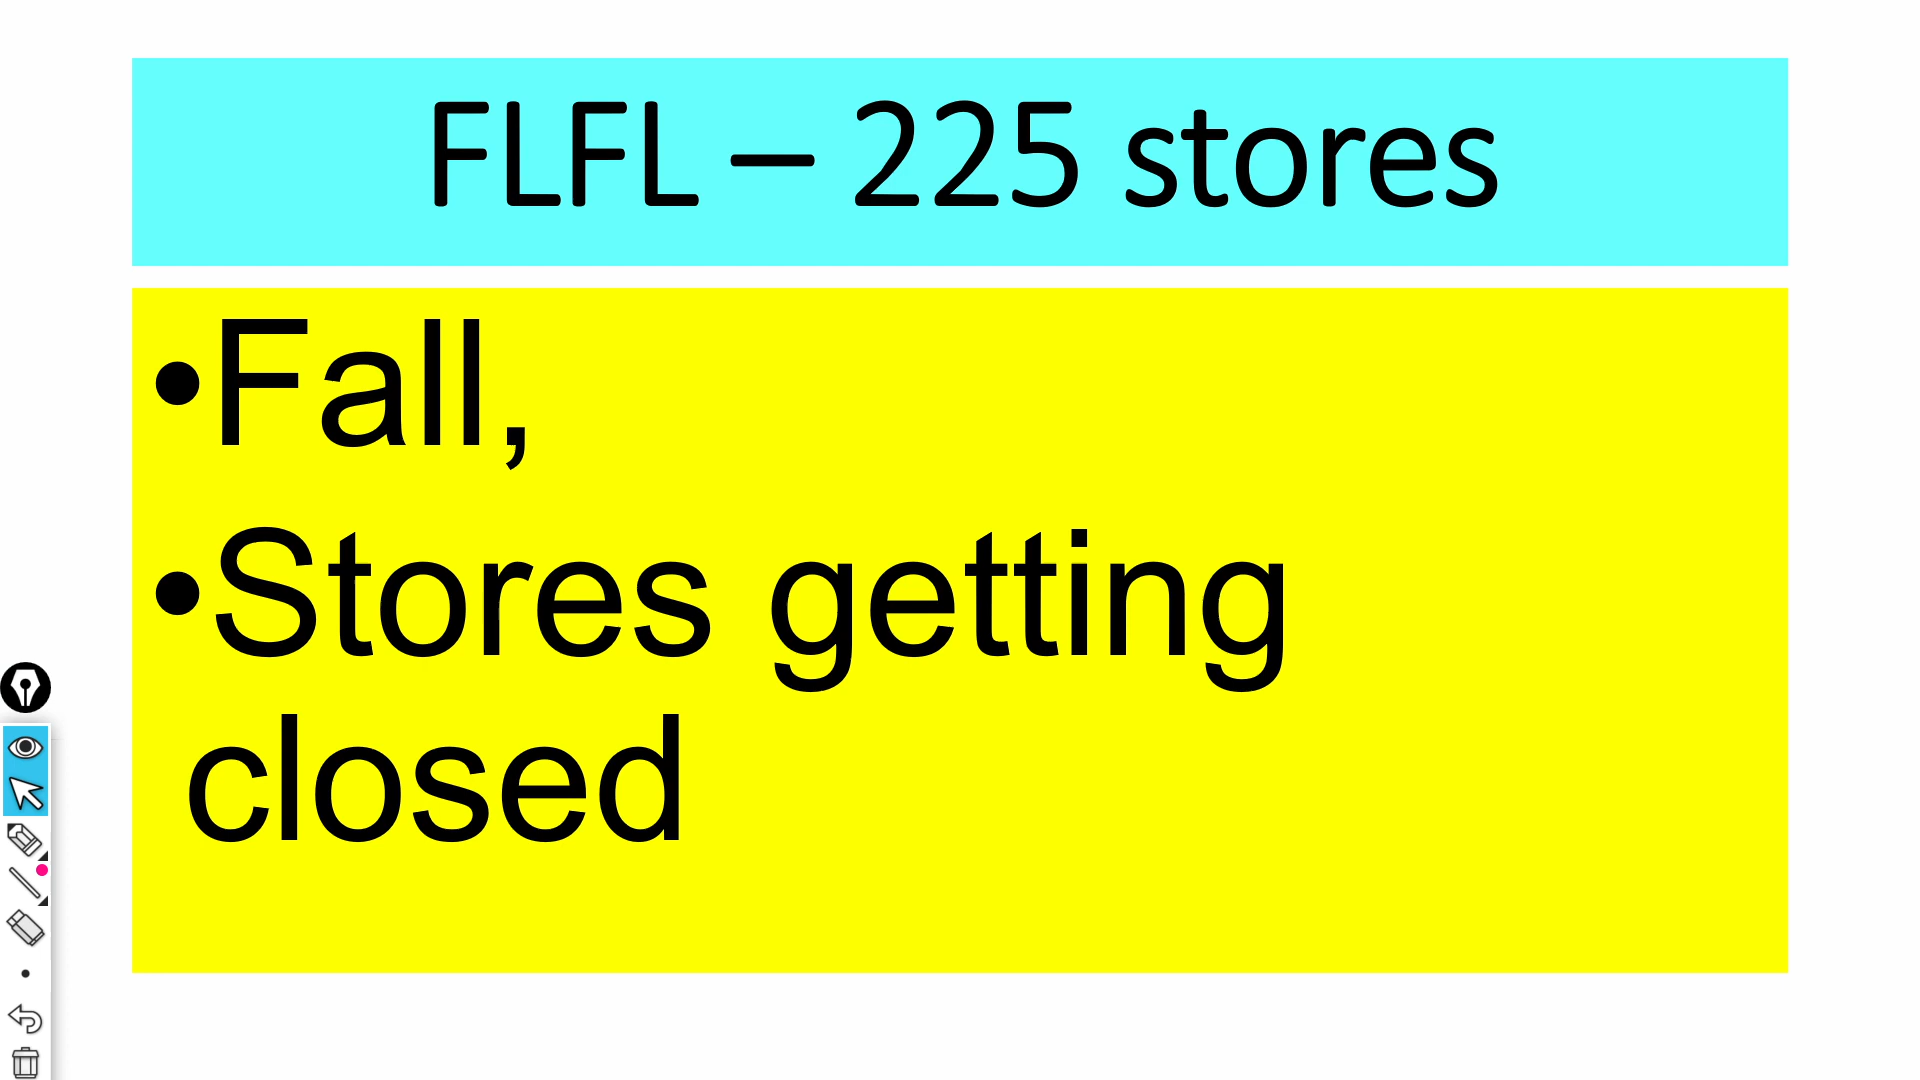 FLFL – 225 stores
•Fall,
•Stores getting
closed